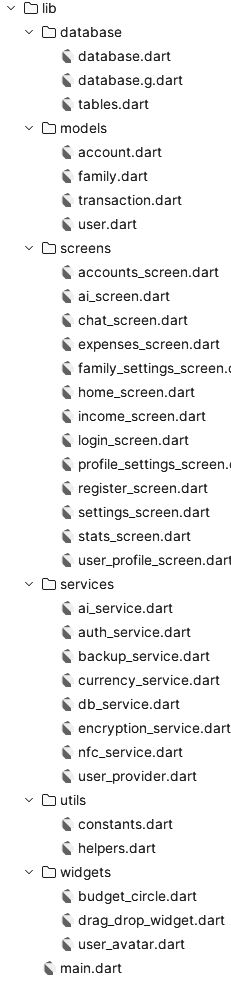 lib
database
database.dart
database.g.dart
tables.dart
models
account.dart
family.dart
transaction.dart
user.dart
screens
accounts_screen.dart
ai_screen.dart
chat_screen.dart
expenses_screen.dart
family_settings_screen.
home_screen.dart
income_screen.dart
login_screen.dart
profile_settings_screen.
register_screen.dart
settings_screen.dart
stats_screen.dart
user_profile_screen.dart
services
ai_service.dart
auth_service.dart
backup_service.dart
currency_service.dart
db_service.dart
encryption_service.dart
nfc_service.dart
user_provider.dart
utils
constants.dart
helpers.dart
widgets
budget_circle.dart
drag_drop_widget.dart
user_avatar.dart
main.dart